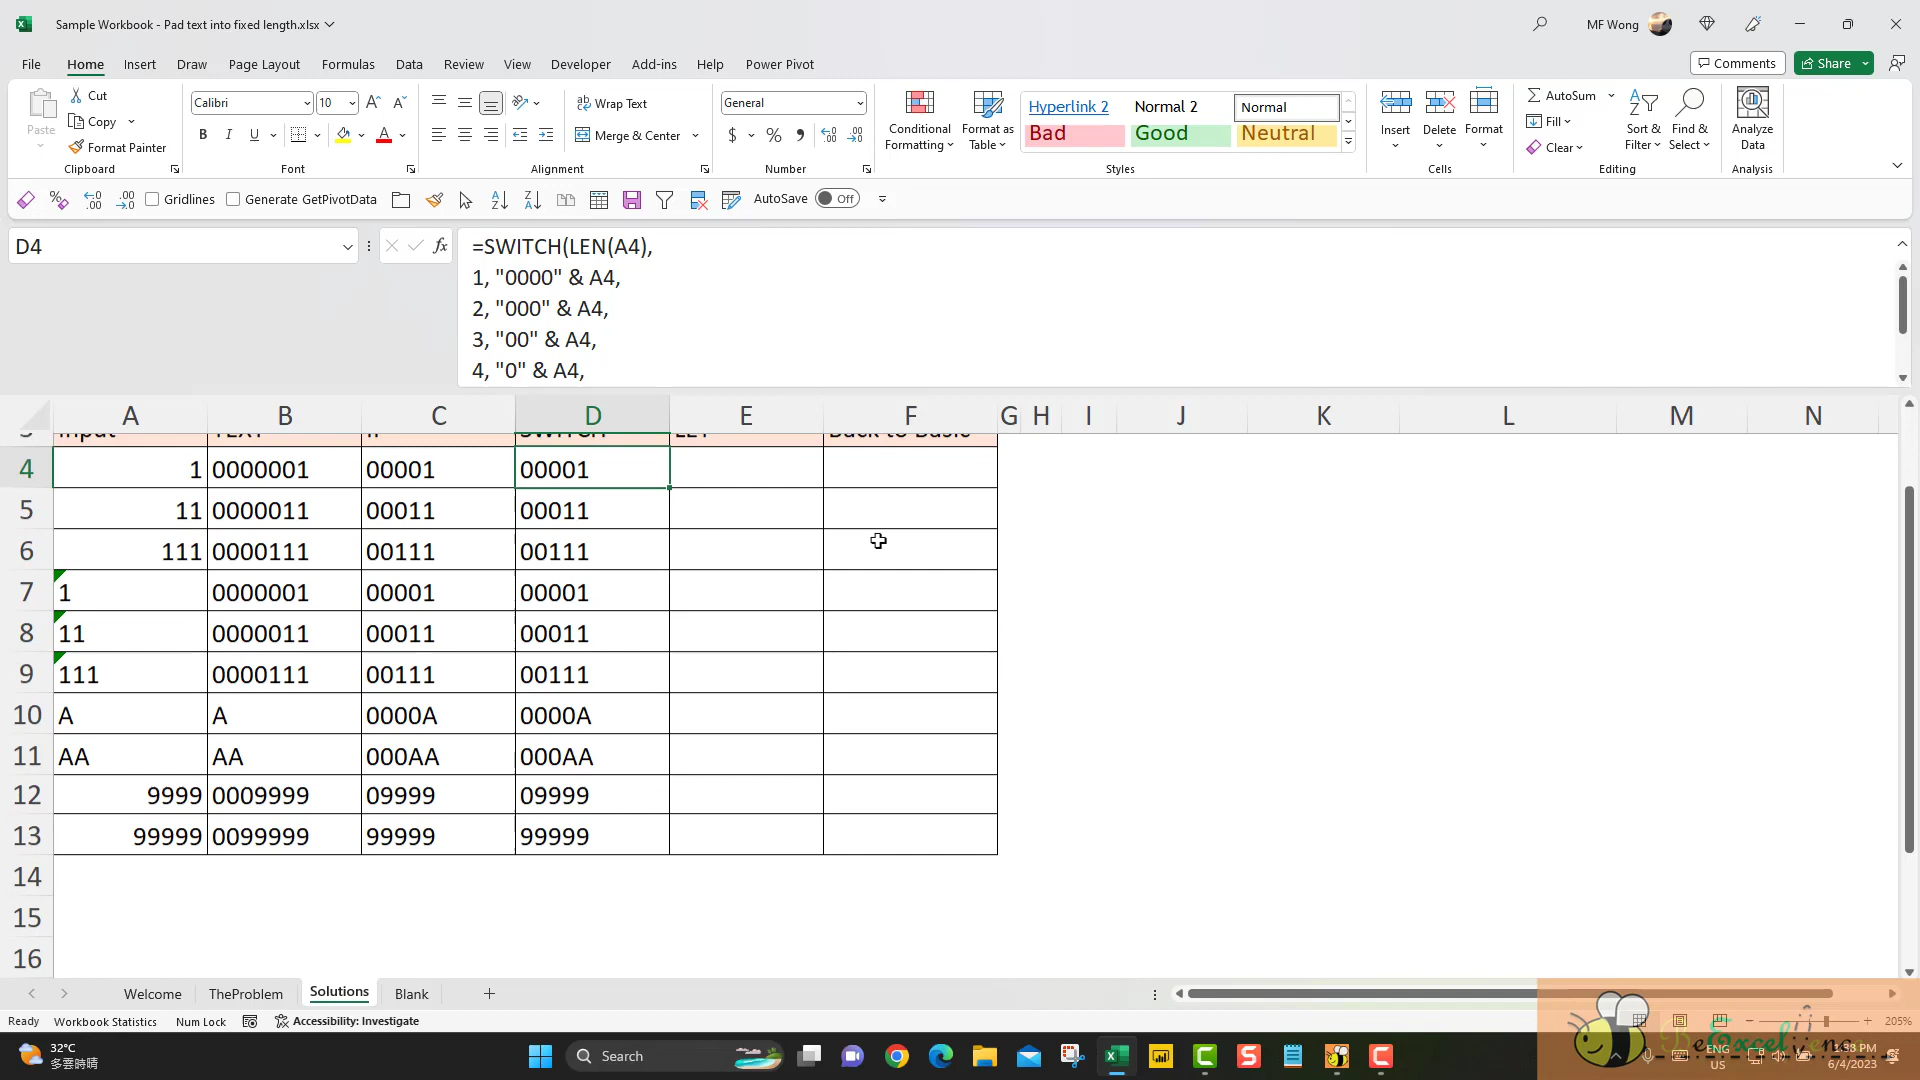 Sample Workbook - Pad text into fixed length.xlsx
MF Wong
File Home Insert Draw Page Layout Formulas Data Review View Developer Add-ins Help Power Pivot
Comments Share
Paste
Cut
Copy
Format Painter
Clipboard
Calibri 10
B I U A
Font
ab Wrap Text
Merge & Center
Alignment
General
$ % ,
Number
Conditional Formatting
Format as Table
Hyperlink 2 Normal 2 Normal
Bad Good Neutral
Styles
Insert Delete Format
Cells
AutoSum
Fill
Clear
Sort & Filter
Find & Select
Editing
Analyze Data
Analysis
Gridlines Generate GetPivotData AutoSave Off
D4
fx
=SWITCH(LEN(A4),
1, "0000" & A4,
2, "000" & A4,
3, "00" & A4,
4, "0" & A4,
A B C D E F G H I J K L M N
4 1 0000001 00001 00001
5 11 0000011 00011 00011
6 111 0000111 00111 00111
7 1 0000001 00001 00001
8 11 0000011 00011 00011
9 111 0000111 00111 00111
10 A A 0000A 0000A
11 AA AA 000AA 000AA
12 9999 0009999 09999 09999
13 99999 0099999 99999 99999
14
15
16
Welcome TheProblem Solutions Blank
Ready Workbook Statistics Num Lock Accessibility: Investigate 205%
32°C
多雲時晴
Search
ENG
US
6/4/2023